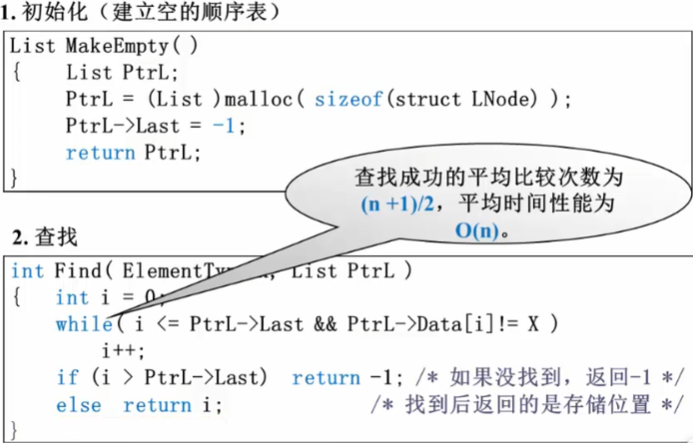 1. 初始化（建立空的顺序表）
List MakeEmpty( )
{ List PtrL;
PtrL = (List )malloc( sizeof(struct LNode) );
PtrL->Last = -1;
return PtrL;
}
查找成功的平均比较次数为
(n +1)/2，平均时间性能为
O(n)。
2. 查找
int Find( ElementTy List PtrL )
{ int i = 0;
while( i <= PtrL->Last && PtrL->Data[i]!= X )
i++;
if (i > PtrL->Last) return -1; /* 如果没找到，返回-1 */
else return i; /* 找到后返回的是存储位置 */
}